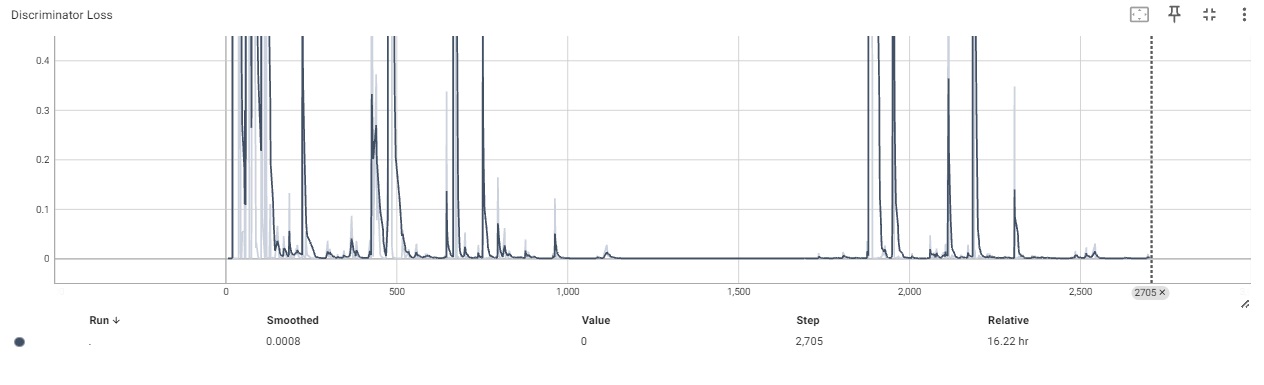 Discriminator Loss
0.4
0.3
0.2
0.1
0
0 500 1,000 1,500 2,000 2,500 2705 ×
Run ↓ Smoothed Value Step Relative
. 0.0008 0 2,705 16.22 hr